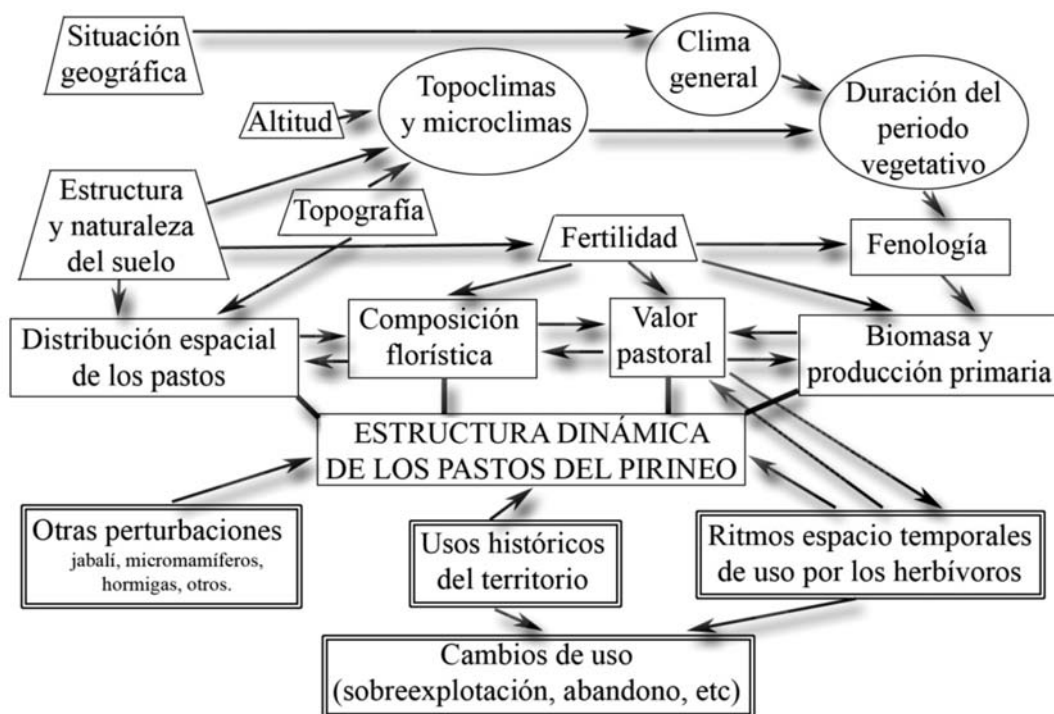 Situación
geográfica
Clima
general
Topoclimas
y microclimas
Duración del
periodo
vegetativo
Altitud
Estructura
y naturaleza
del suelo
Topografía
Fertilidad
Fenología
Distribución espacial
de los pastos
Composición
florística
Valor
pastoral
Biomasa y
producción primaria
ESTRUCTURA DINÁMICA
DE LOS PASTOS DEL PIRINEO
Otras perturbaciones
jabalí, micromamíferos,
hormigas, otros.
Usos históricos
del territorio
Ritmos espacio temporales
de uso por los herbívoros
Cambios de uso
(sobreexplotación, abandono, etc)